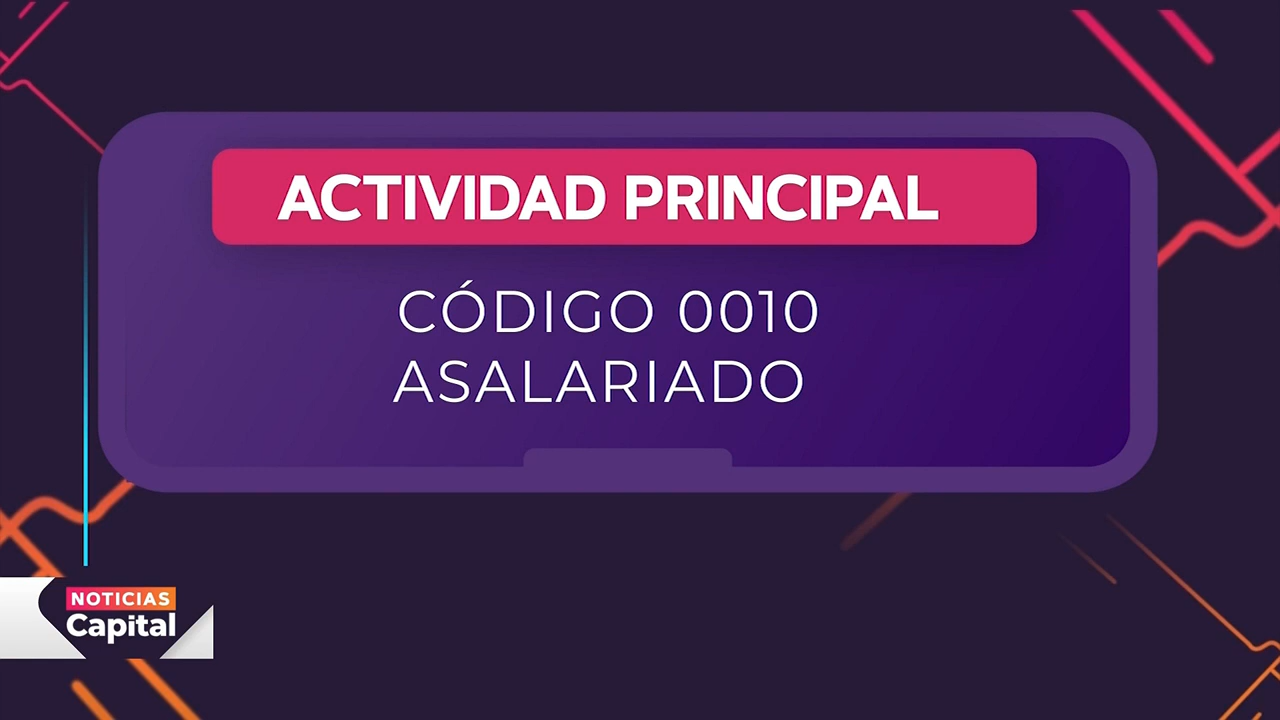 ACTIVIDAD PRINCIPAL
CÓDIGO 0010
ASALARIADO
NOTICIAS
Capital